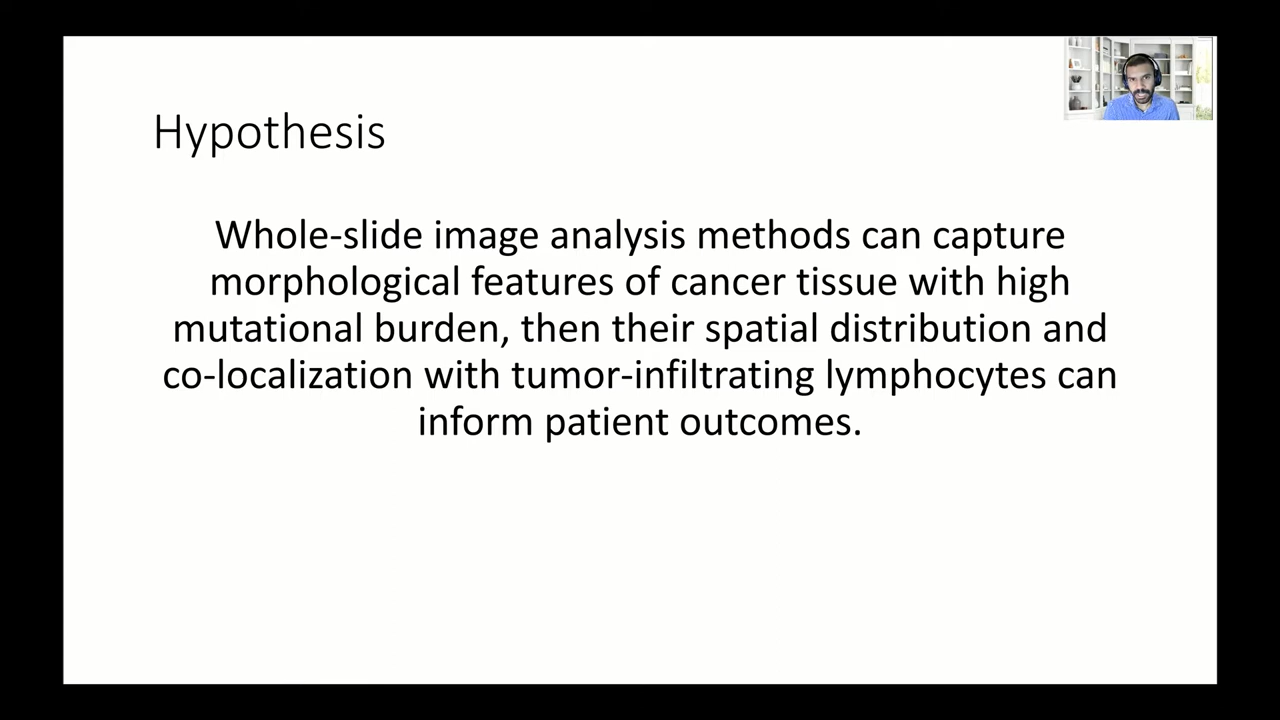 Hypothesis
Whole-slide image analysis methods can capture
morphological features of cancer tissue with high
mutational burden, then their spatial distribution and
co-localization with tumor-infiltrating lymphocytes can
inform patient outcomes.